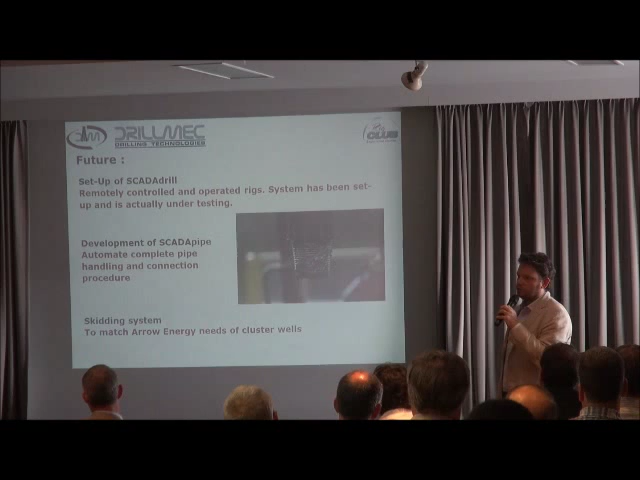 DRILLMEC
DRILLING TECHNOLOGIES
CLUB
Future :
Set-Up of SCADAdrill
Remotely controlled and operated rigs. System has been set-
up and is actually under testing.
Development of SCADApipe
Automate complete pipe
handling and connection
procedure
Skidding system
To match Arrow Energy needs of cluster wells